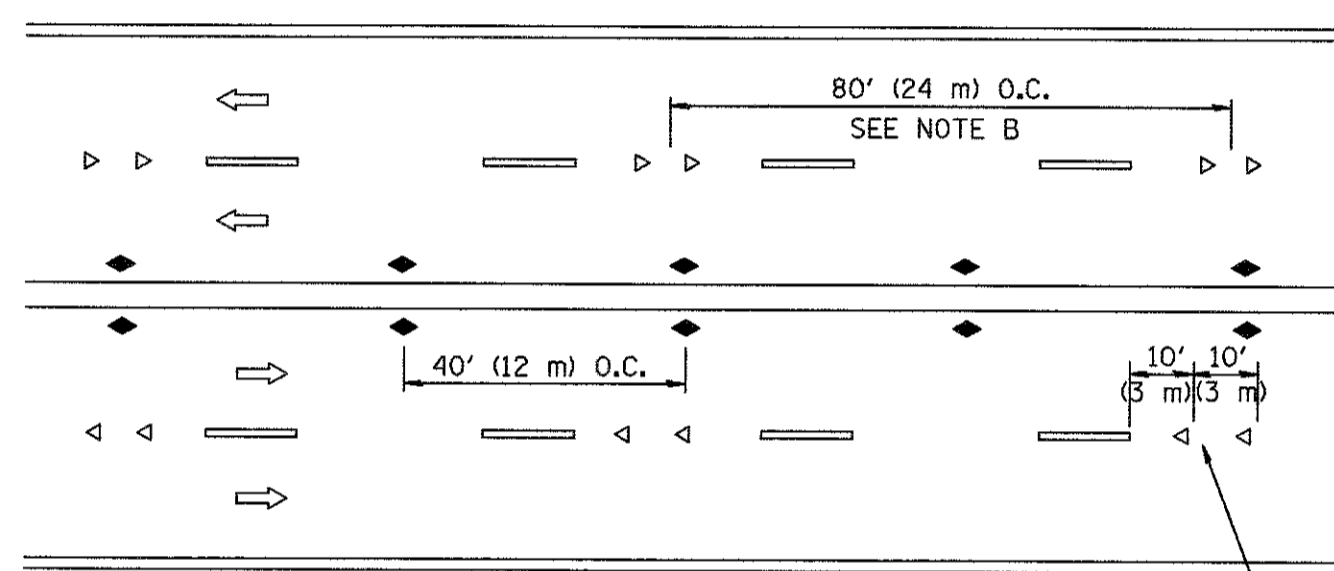 80' (24 m) O.C.
SEE NOTE B
40' (12 m) O.C.
10' 10'
(3 m) (3 m)